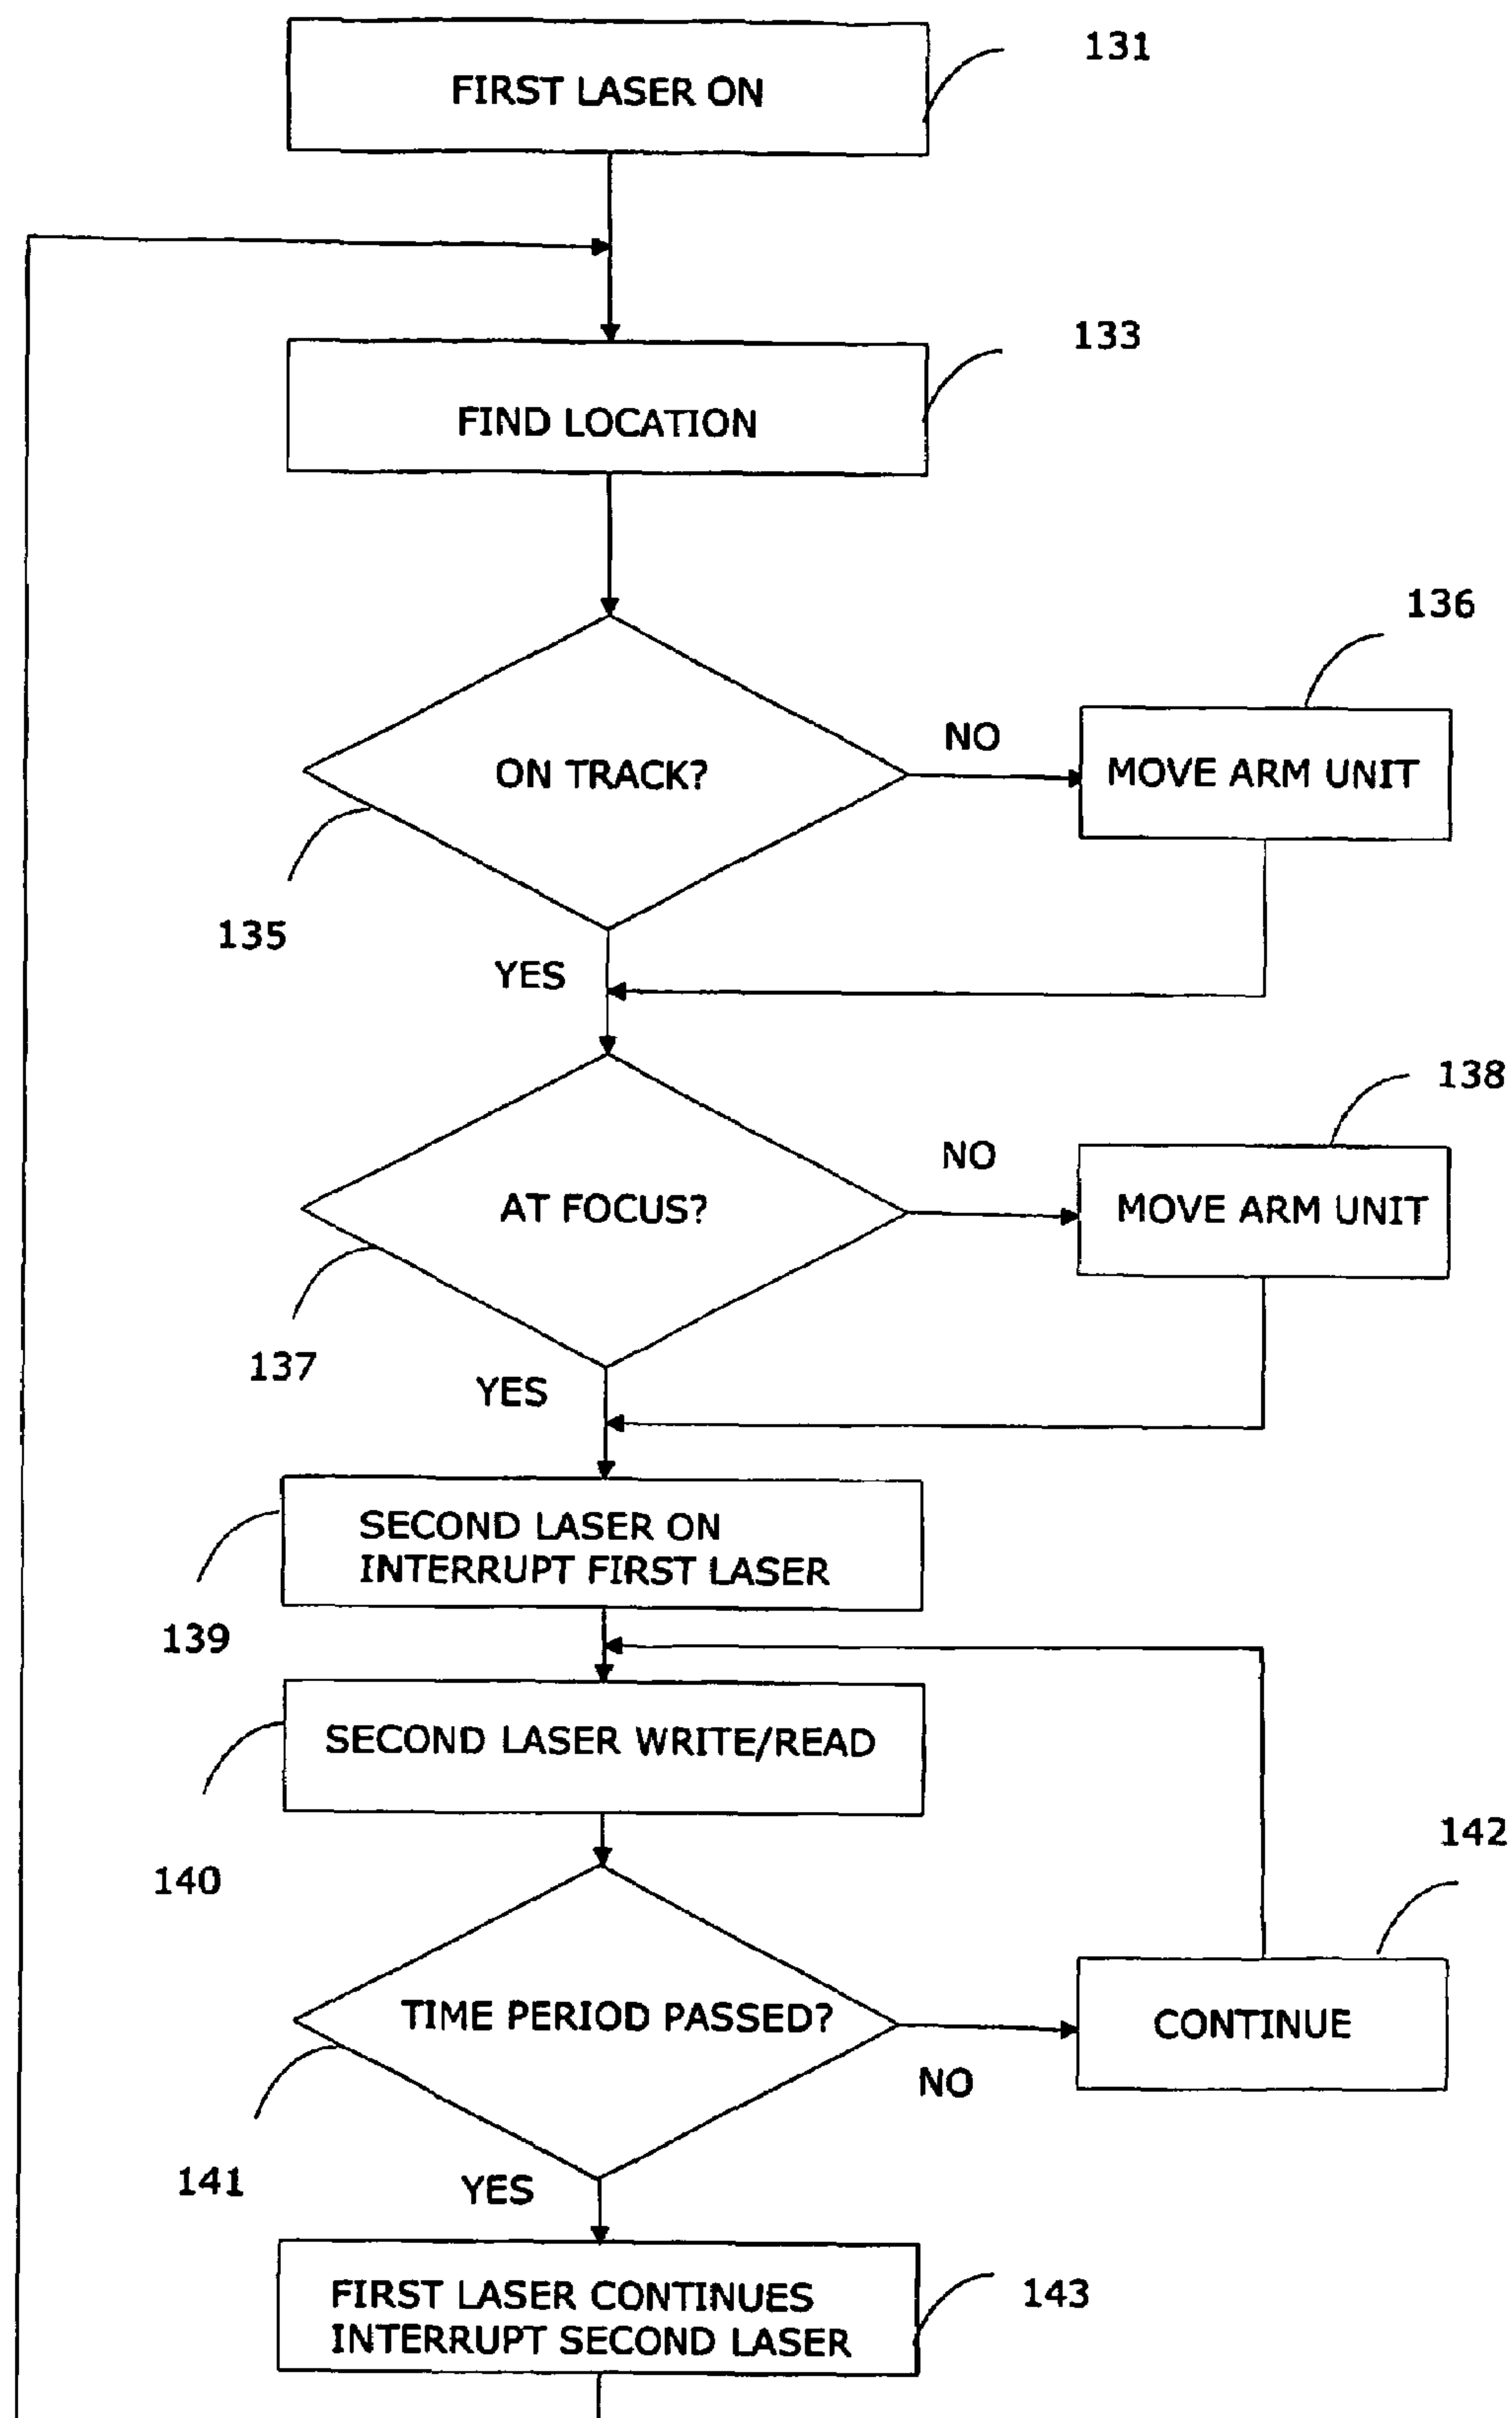 131
FIRST LASER ON
133
FIND LOCATION
136
NO
ON TRACK?
MOVE ARM UNIT
135
YES
138
NO
AT FOCUS?
MOVE ARM UNIT
137
YES
SECOND LASER ON
INTERRUPT FIRST LASER
139
SECOND LASER WRITE/READ
142
140
TIME PERIOD PASSED?
CONTINUE
NO
141
YES
FIRST LASER CONTINUES
143
INTERRUPT SECOND LASER